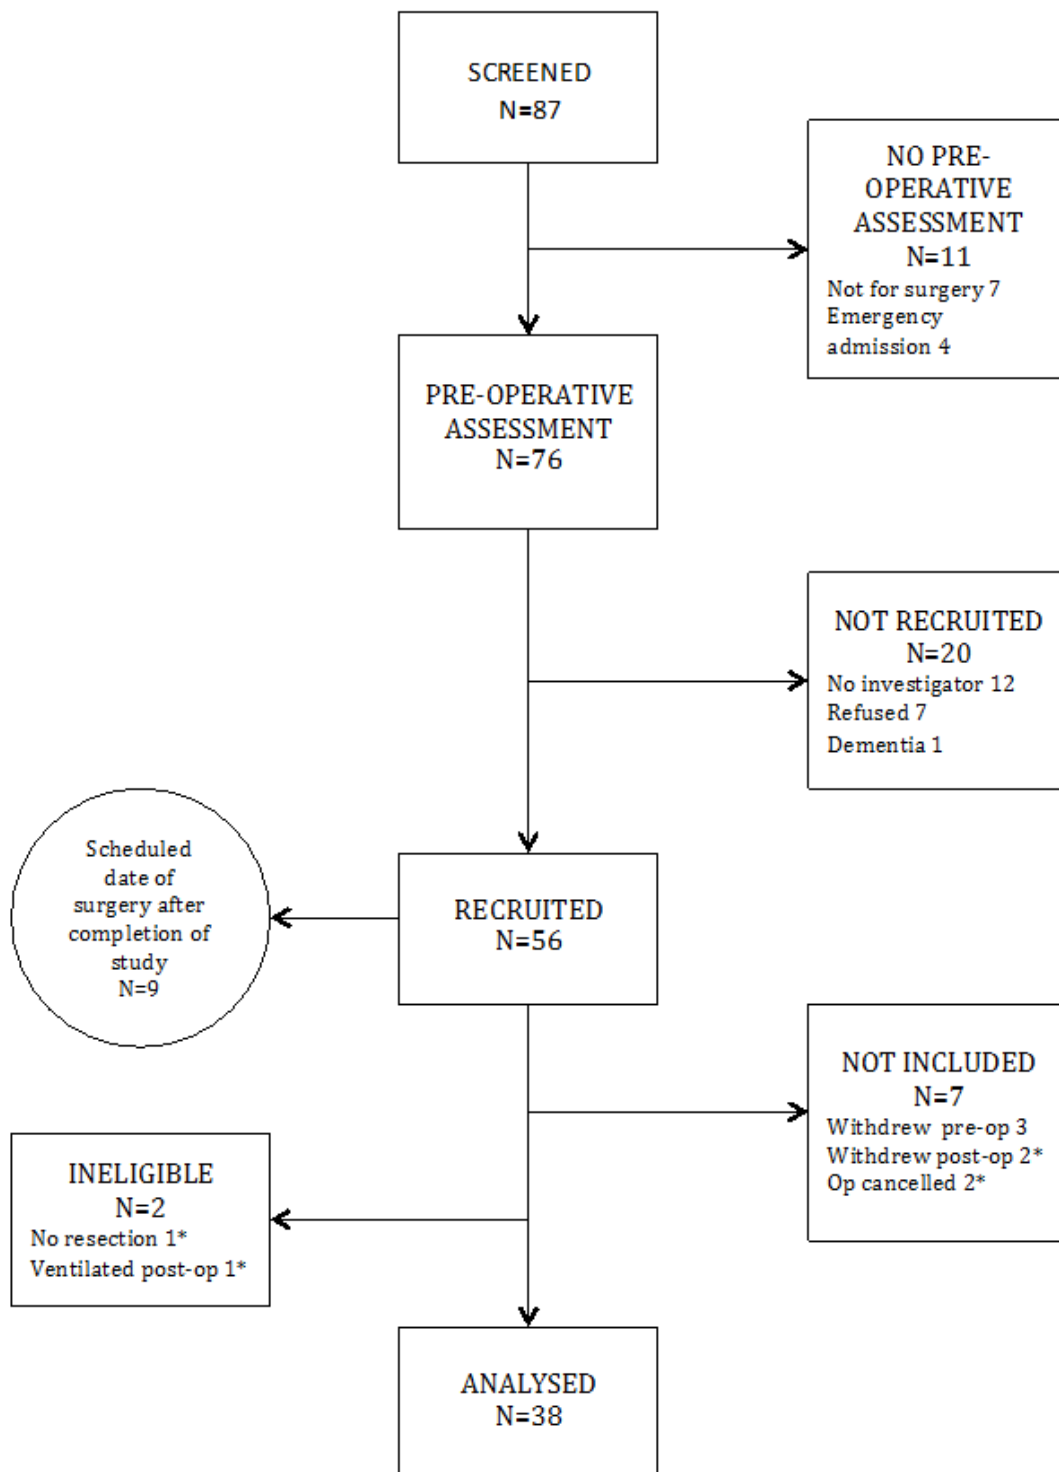 SCREENED
N=87
NO PRE-
OPERATIVE
ASSESSMENT
N=11
Not for surgery 7
Emergency
admission 4
PRE-OPERATIVE
ASSESSMENT
N=76
NOT RECRUITED
N=20
No investigator 12
Refused 7
Dementia 1
Scheduled
date of
surgery after
completion of
study
N=9
RECRUITED
N=56
NOT INCLUDED
N=7
Withdrew pre-op 3
Withdrew post-op 2*
Op cancelled 2*
INELIGIBLE
N=2
No resection 1*
Ventilated post-op 1*
ANALYSED
N=38